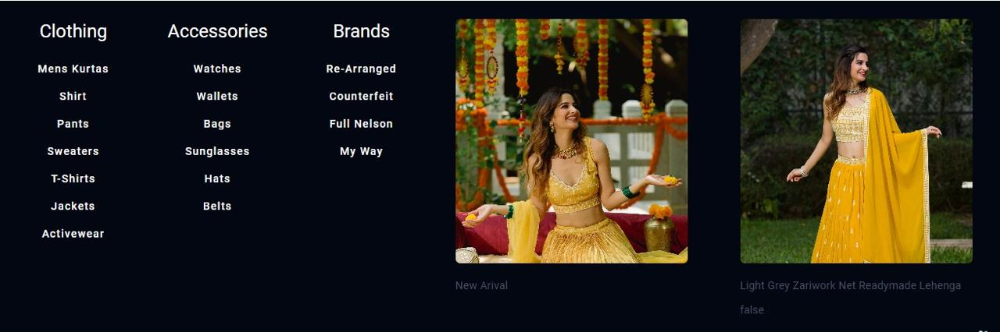 Clothing
Mens Kurtas
Shirt
Pants
Sweaters
T-Shirts
Jackets
Activewear
Accessories
Watches
Wallets
Bags
Sunglasses
Hats
Belts
Brands
Re-Arranged
Counterfeit
Full Nelson
My Way
New Arival
Light Grey Zariwork Net Readymade Lehenga
false